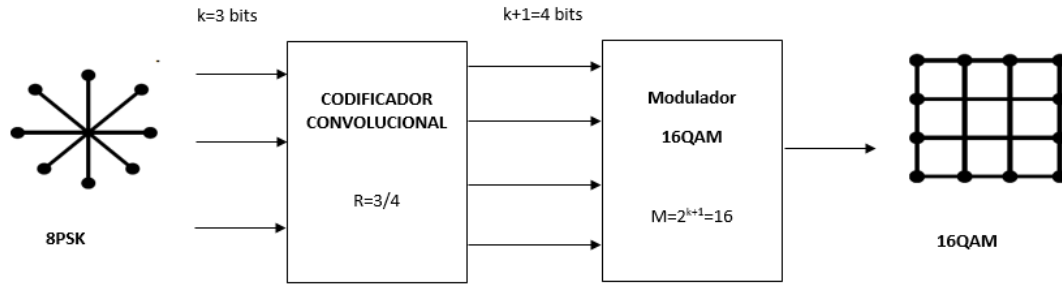 k=3 bits
k+1=4 bits
CODIFICADOR
CONVOLUCIONAL
R=3/4
Modulador
16QAM
M=2^{k+1}=16
8PSK
16QAM